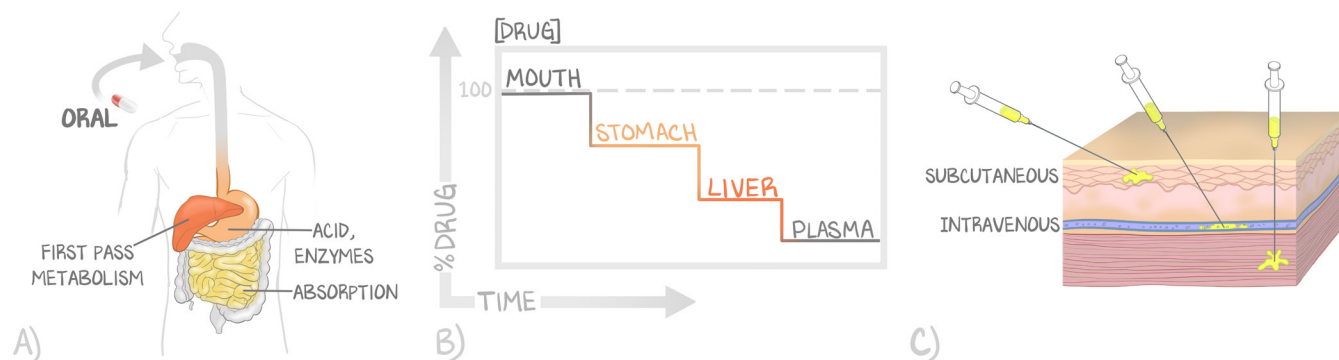 ORAL
FIRST PASS
METABOLISM
ACID,
ENZYMES
ABSORPTION
A)
[DRUG]
100
MOUTH
STOMACH
LIVER
PLASMA
% DRUG
TIME
B)
SUBCUTANEOUS
INTRAVENOUS
C)